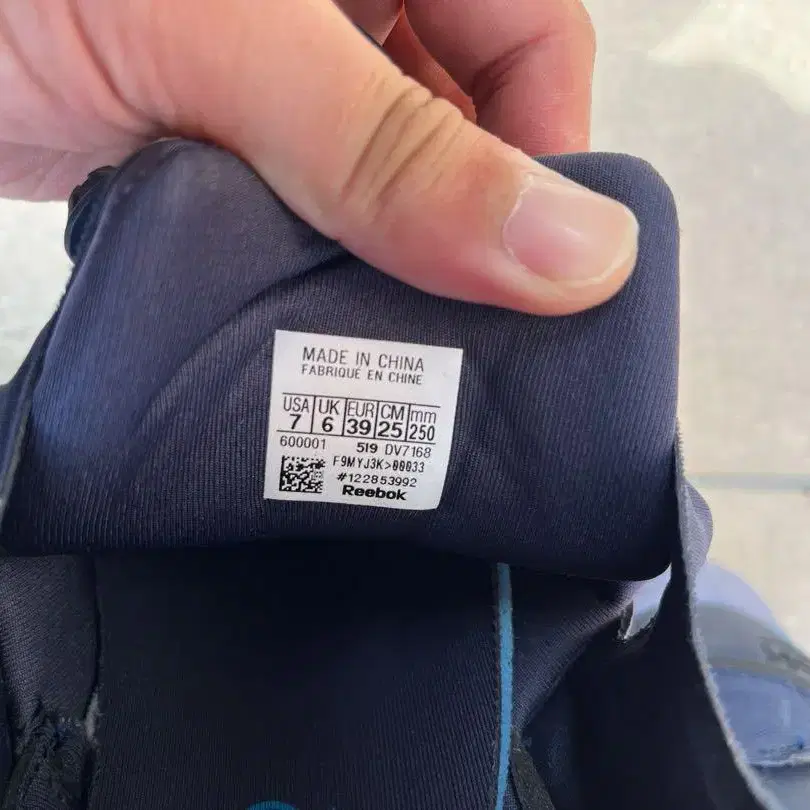 MADE IN CHINA
FABRIQUÉ EN CHINE
USA UK EUR CM mm
7 6 39 25 250
600001 519 DV7168
F9MYJ3K>00033
#122853992
Reebok